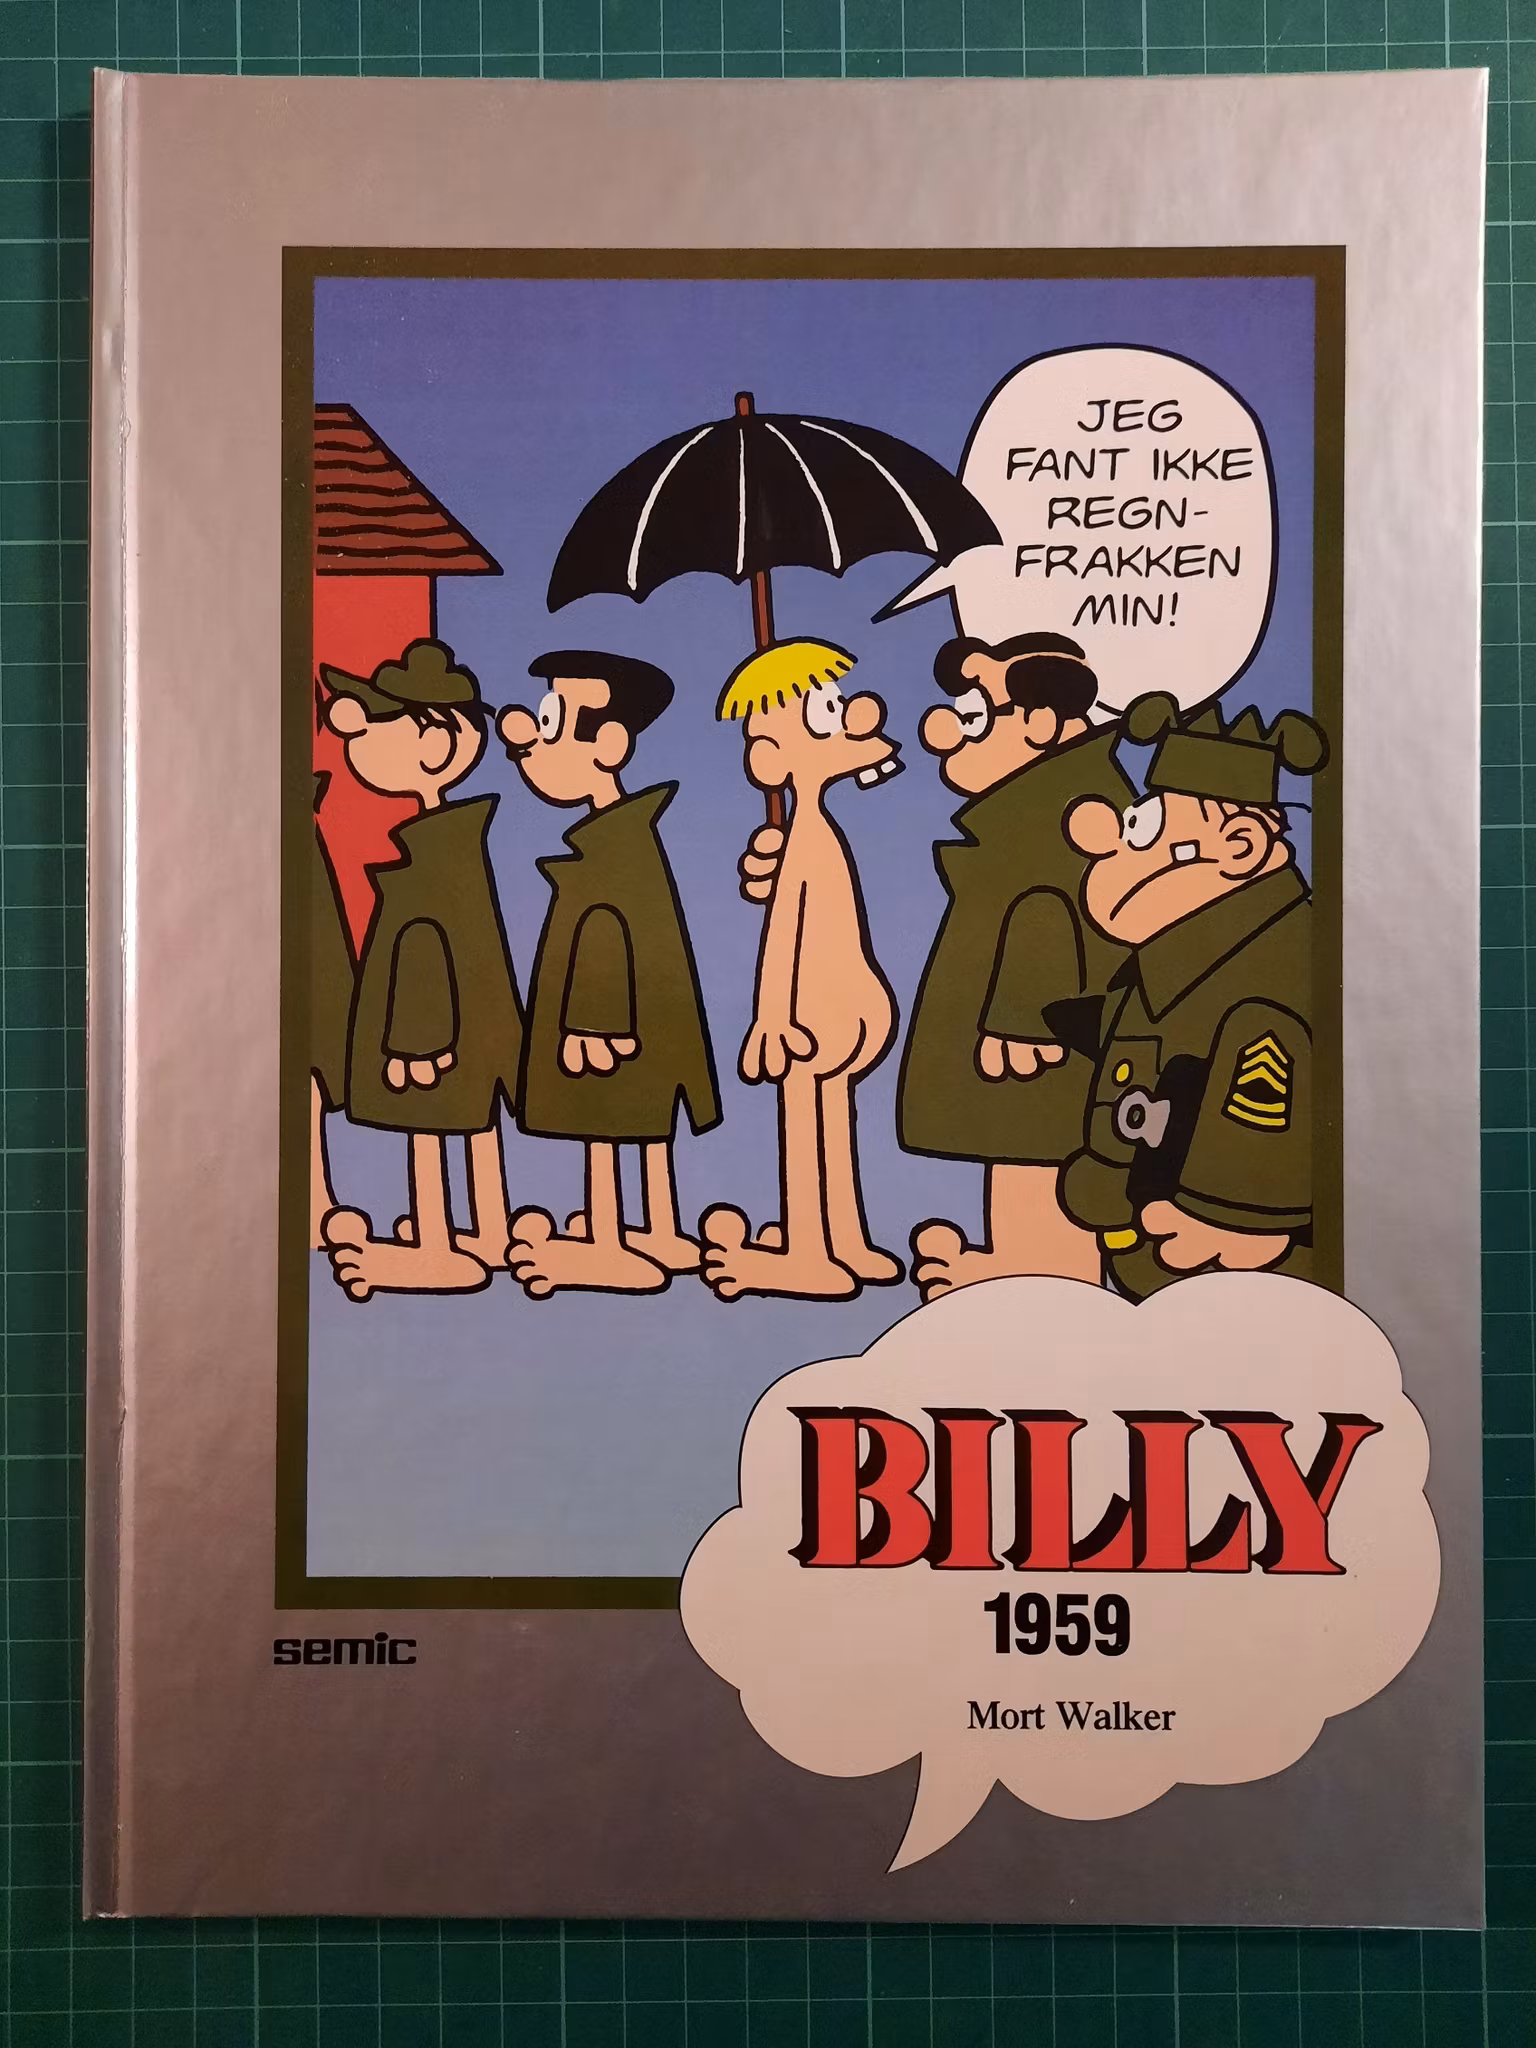 JEG
FANT IKKE
REGN-
FRAKKEN
MIN!
BILLY
1959
Mort Walker
semic